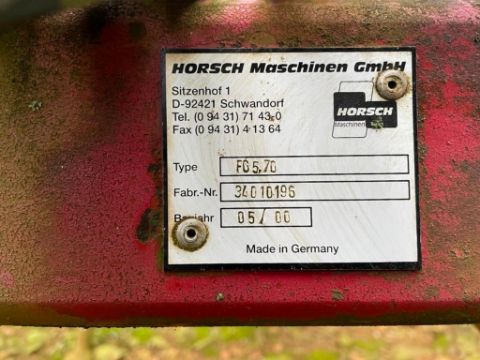 HORSCH Maschinen GmbH
Sitzenhof 1
D-92421 Schwandorf
Tel. (0 94 31) 71 43-0
Fax (0 94 31) 4 13 64
HORSCH
Maschinen
Type FG 5,70
Fabr.-Nr. 34010196
05/00
Made in Germany